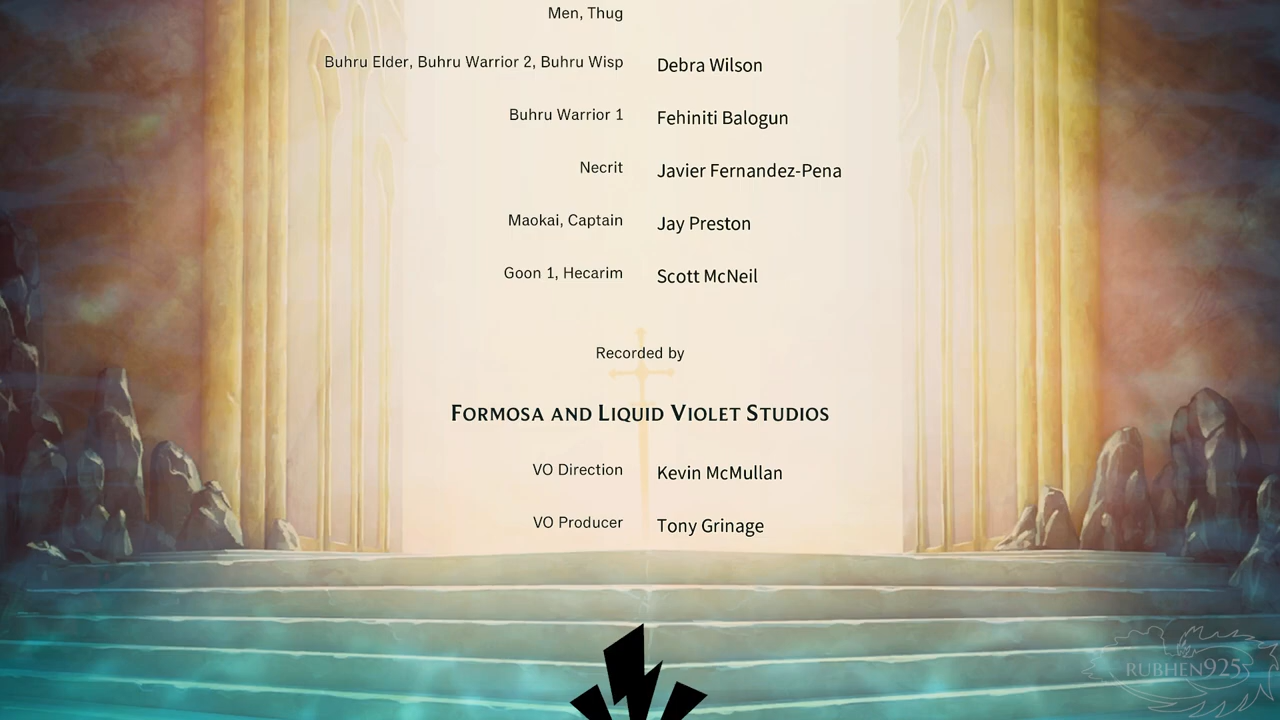 Men, Thug
Buhru Elder, Buhru Warrior 2, Buhru Wisp Debra Wilson
Buhru Warrior 1 Fehiniti Balogun
Necrit Javier Fernandez-Pena
Maokai, Captain Jay Preston
Goon 1, Hecarim Scott McNeil
Recorded by
Formosa and Liquid Violet Studios
VO Direction Kevin McMullan
VO Producer Tony Grinage
RUBHEN925